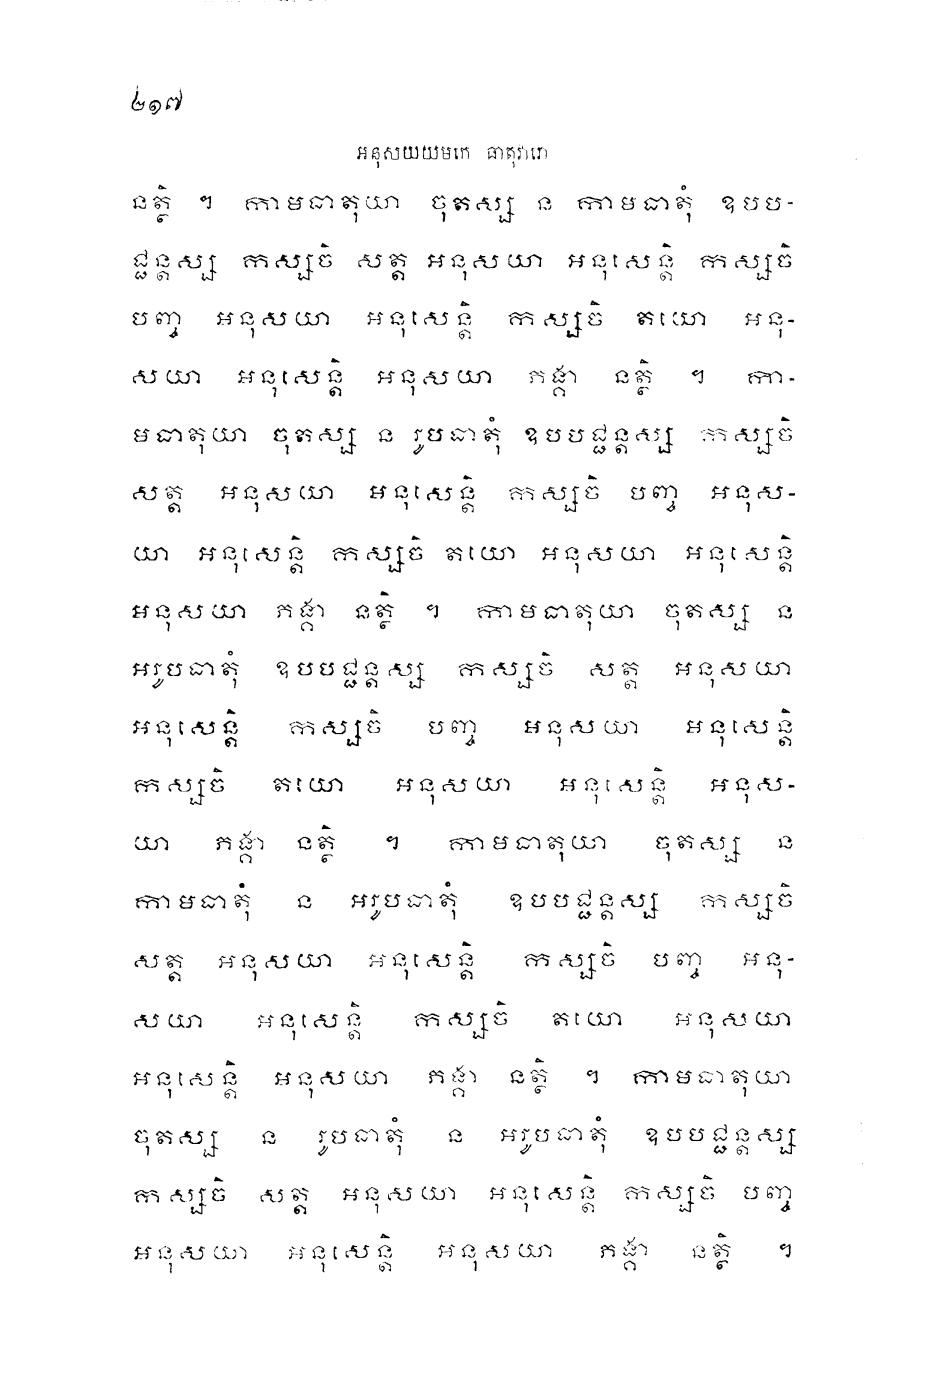 ២១៧
អនុសយយមកេ ធាតុវារោ
នត្ថិ ។ កាមធាតុយា ចុតស្ស ន កាមធាតុំ ឧបប-
ជ្ជន្តស្ស កស្សចិ សត្ត អនុសយា អនុសេន្តិ កស្សចិ
បញ្ច អនុសយា អនុសេន្តិ កស្សចិ តយោ អនុ-
សយា អនុសេន្តិ អនុសយា ភង្គា នត្ថិ ។ កា-
មធាតុយា ចុតស្ស ន រូបធាតុំ ឧបបជ្ជន្តស្ស កស្សចិ
សត្ត អនុសយា អនុសេន្តិ កស្សចិ បញ្ច អនុស-
យា អនុសេន្តិ កស្សចិ តយោ អនុសយា អនុសេន្តិ
អនុសយា ភង្គា នត្ថិ ។ កាមធាតុយា ចុតស្ស ន
អរូបធាតុំ ឧបបជ្ជន្តស្ស កស្សចិ សត្ត អនុសយា
អនុសេន្តិ កស្សចិ បញ្ច អនុសយា អនុសេន្តិ
កស្សចិ តយោ អនុសយា អនុសេន្តិ អនុស-
យា ភង្គា នត្ថិ ។ កាមធាតុយា ចុតស្ស ន
កាមធាតុំ ន អរូបធាតុំ ឧបបជ្ជន្តស្ស កស្សចិ
សត្ត អនុសយា អនុសេន្តិ កស្សចិ បញ្ច អនុ-
សយា អនុសេន្តិ កស្សចិ តយោ អនុសយា
អនុសេន្តិ អនុសយា ភង្គា នត្ថិ ។ កាមធាតុយា
ចុតស្ស ន រូបធាតុំ ន អរូបធាតុំ ឧបបជ្ជន្តស្ស
កស្សចិ សត្ត អនុសយា អនុសេន្តិ កស្សចិ បញ្ច
អនុសយា អនុសេន្តិ អនុសយា ភង្គា នត្ថិ ។